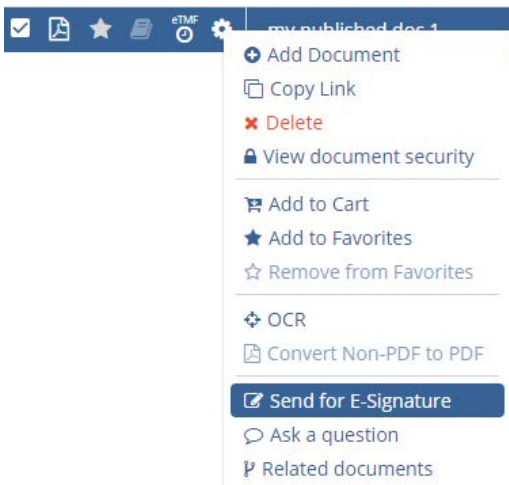 eTMF
my published doc 1
Add Document
Copy Link
Delete
View document security
Add to Cart
Add to Favorites
Remove from Favorites
OCR
Convert Non-PDF to PDF
Send for E-Signature
Ask a question
Related documents